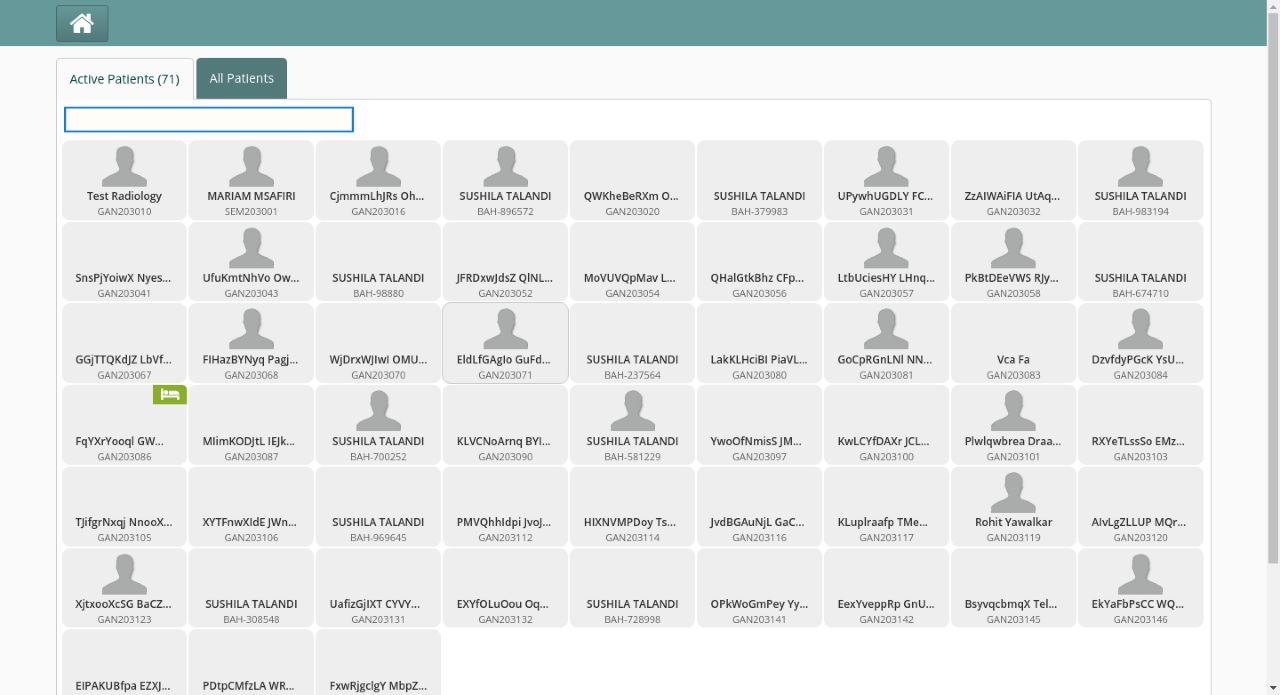 Active Patients (71)
All Patients
Test Radiology
GAN203010
MARIAM MSAFIRI
SEM203001
CjmmmLhJRs Oh...
GAN203016
SUSHILA TALANDI
BAH-896572
QWKheBeRXm O...
GAN203020
SUSHILA TALANDI
BAH-379983
UPywhUGDLY FC...
GAN203031
ZzAIWAiFIA UtAq...
GAN203032
SUSHILA TALANDI
BAH-983194
SnsPjYoiwX Nyes...
GAN203041
UfuKmtNhVo Ow...
GAN203043
SUSHILA TALANDI
BAH-98880
JFRDxwJdsZ QlNL...
GAN203052
MoVUVQpMav L...
GAN203054
QHalGtkBhz CFp...
GAN203056
LtbUciesHY LHnq...
GAN203057
PkBtDEeVWS RJy...
GAN203058
SUSHILA TALANDI
BAH-674710
GGjTTQKdJZ LbVf...
GAN203067
FIHazBYNyq Pagj...
GAN203068
WjDrxWJIwI OMU...
GAN203070
EldLfGAgIo GuFd...
GAN203071
SUSHILA TALANDI
BAH-237564
LakKLHciBI PiaVL...
GAN203080
GoCpRGnLNl NN...
GAN203081
Vca Fa
GAN203083
DzvfdyPGcK YsU...
GAN203084
FqYXrYooql GW...
GAN203086
MIimKODJtL IEJk...
GAN203087
SUSHILA TALANDI
BAH-700252
KLVCNoArnq BYI...
GAN203090
SUSHILA TALANDI
BAH-581229
YwoOfNmisS JM...
GAN203097
KwLCYfDAXr JCL...
GAN203100
Plwlqwbrea Draa...
GAN203101
RXYeTLssSo EMz...
GAN203103
TJifgrNxqj NnooX...
GAN203105
XYTFnwXIdE JWn...
GAN203106
SUSHILA TALANDI
BAH-969645
PMVQhhIdpi JvoJ...
GAN203112
HIXNVMPDoy Ts...
GAN203114
JvdBGAuNjL GaC...
GAN203116
KLuplraafp TMe...
GAN203117
Rohit Yawalkar
GAN203119
AIvLgZLLUP MQr...
GAN203120
XjtxooXcSG BaCZ...
GAN203123
SUSHILA TALANDI
BAH-308548
UafizGjIXT CYVY...
GAN203131
EXYfOLuOou Oq...
GAN203132
SUSHILA TALANDI
BAH-728998
OPkWoGmPey Yy...
GAN203141
EexYveppRp GnU...
GAN203142
BsyvqcbmqX Tel...
GAN203145
EkYaFbPsCC WQ...
GAN203146
EIPAKUBfpa EZXJ...
PDtpCMfzLA WR...
FxwRjgclgY MbpZ...